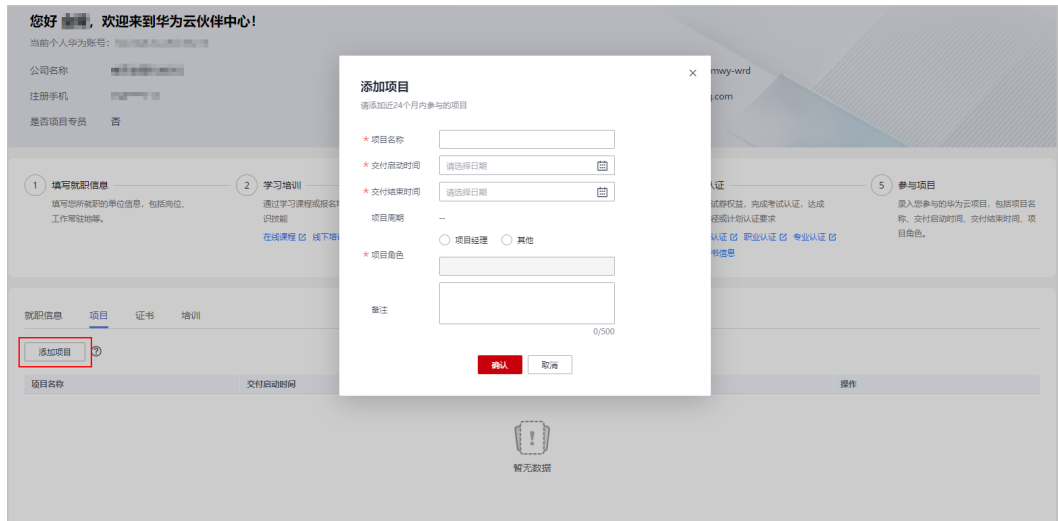 您好 ，欢迎来到华为云伙伴中心！
当前个人华为账号：
公司名称
mwy-wrd
注册手机
.com
是否项目专员 否
1 填写就职信息
填写您所就职的单位信息，包括岗位、
工作常驻地等。
2 学习培训
通过学习课程或报名
识技能
在线课程 线下培
认证
试券权益，完成考试认证，达成
径或计划认证要求
认证 职业认证 专业认证
书信息
5 参与项目
录入您参与的华为云项目，包括项目名
称、交付启动时间、交付结束时间、项
目角色。
添加项目
请添加近24个月内参与的项目
* 项目名称
* 交付启动时间 请选择日期
* 交付结束时间 请选择日期
项目周期 --
* 项目角色 项目经理 其他
备注
0/500
确认 取消
就职信息 项目 证书 培训
添加项目
项目名称 交付启动时间 操作
暂无数据